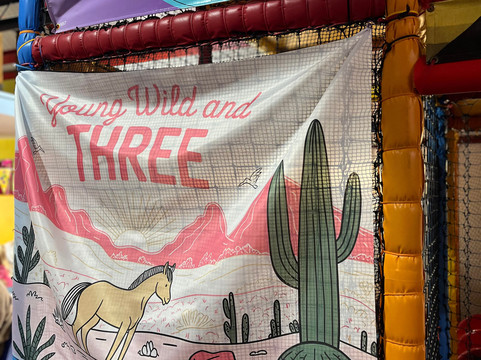 Young Wild and
THREE